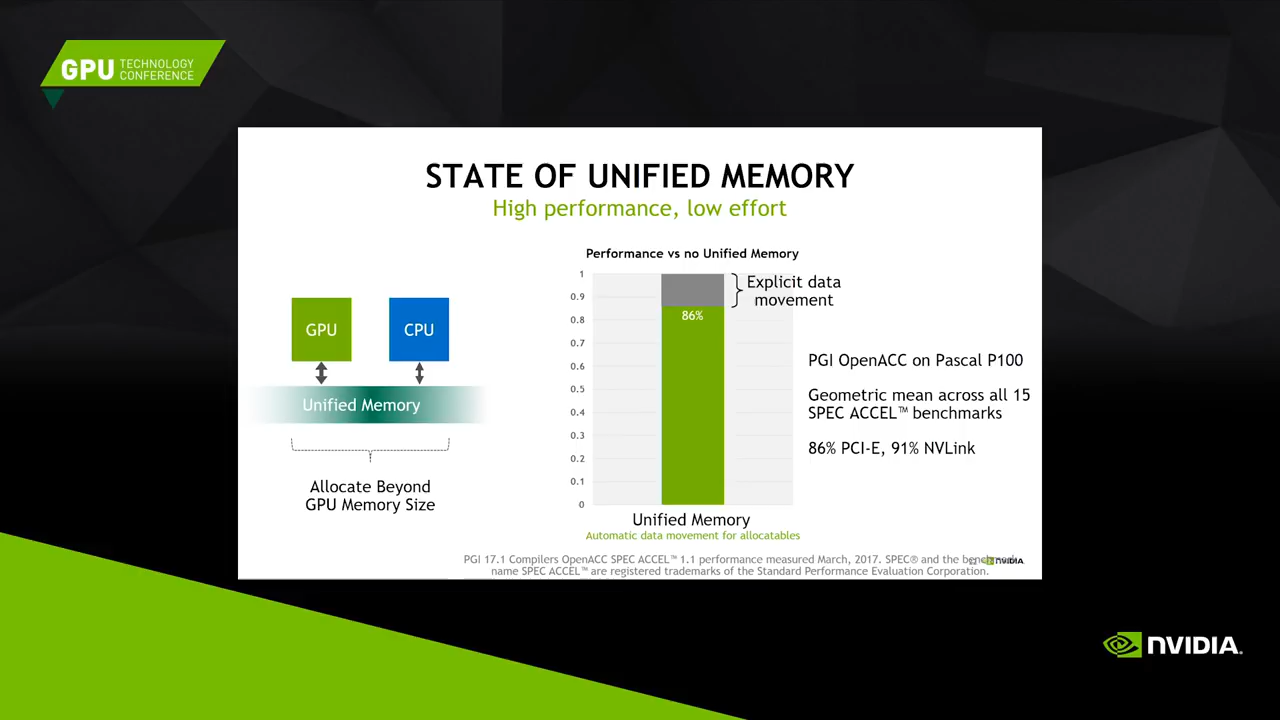 GPU TECHNOLOGY
CONFERENCE
STATE OF UNIFIED MEMORY
High performance, low effort
GPU
CPU
Unified Memory
Allocate Beyond
GPU Memory Size
Performance vs no Unified Memory
1
0.9
0.8
0.7
0.6
0.5
0.4
0.3
0.2
0.1
0
86%
Explicit data
movement
Unified Memory
Automatic data movement for allocatables
PGI OpenACC on Pascal P100
Geometric mean across all 15
SPEC ACCEL™ benchmarks
86% PCI-E, 91% NVLink
PGI 17.1 Compilers OpenACC SPEC ACCEL™ 1.1 performance measured March, 2017. SPEC® and the
name SPEC ACCEL™ are registered trademarks of the Standard Performance Evaluation Corporation.
NVIDIA.
NVIDIA.